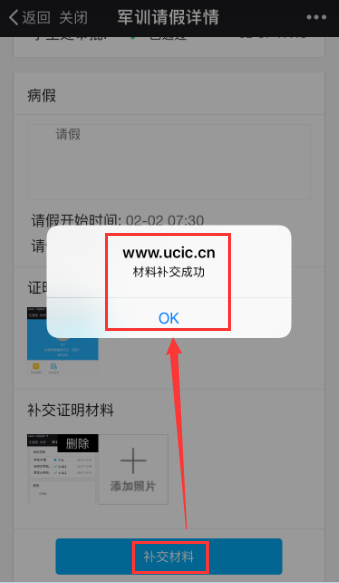 返回 关闭 军训请假详情
病假
请假
请假开始时间: 02-02 07:30
www.ucic.cn
材料补交成功
OK
补交证明材料
删除
添加照片
补交材料